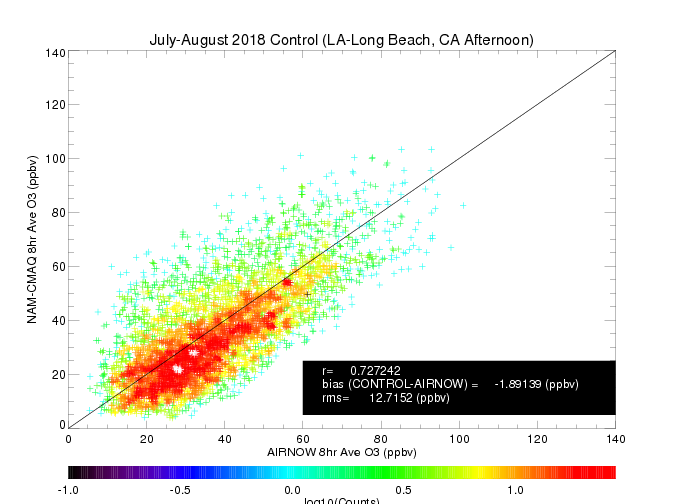 July-August 2018 Control (LA-Long Beach, CA Afternoon)
NAM-CMAQ 8hr Ave O3 (ppbv)
140
120
100
80
60
40
20
0
r= 0.727242
bias (CONTROL-AIRNOW) = -1.89139 (ppbv)
rms= 12.7152 (ppbv)
0 20 40 60 80 100 120 140
AIRNOW 8hr Ave O3 (ppbv)
-1.0 -0.5 0.0 0.5 1.0
log10(Counts)